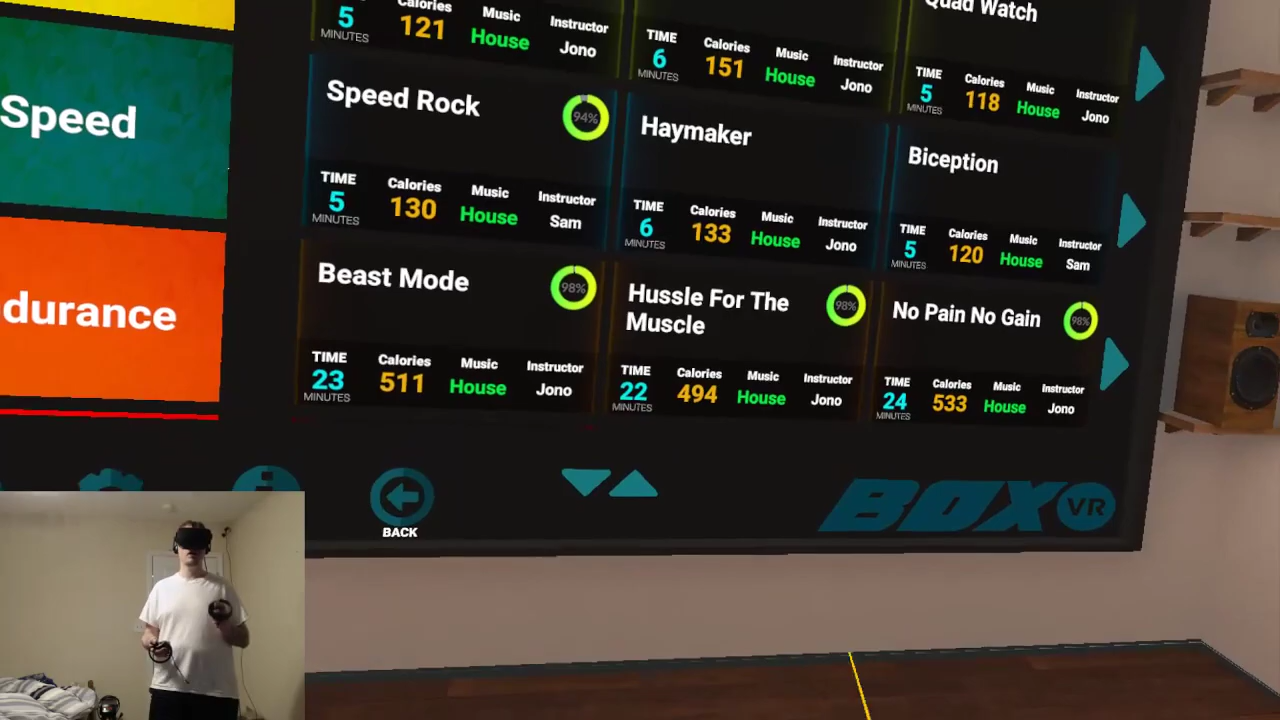 5
MINUTES
Calories
121
Music
House
Instructor
Jono
TIME
6
MINUTES
Calories
151
Music
House
Instructor
Jono
Quad Watch
TIME
5
MINUTES
Calories
118
Music
House
Instructor
Jono
Speed
Speed Rock
94%
TIME
5
MINUTES
Calories
130
Music
House
Instructor
Sam
Haymaker
TIME
6
MINUTES
Calories
133
Music
House
Instructor
Jono
Biception
TIME
5
MINUTES
Calories
120
Music
House
Instructor
Sam
durance
Beast Mode
98%
TIME
23
MINUTES
Calories
511
Music
House
Instructor
Jono
Hussle For The
Muscle
98%
TIME
22
MINUTES
Calories
494
Music
House
Instructor
Jono
No Pain No Gain
98%
TIME
24
MINUTES
Calories
533
Music
House
Instructor
Jono
BACK
BOX VR